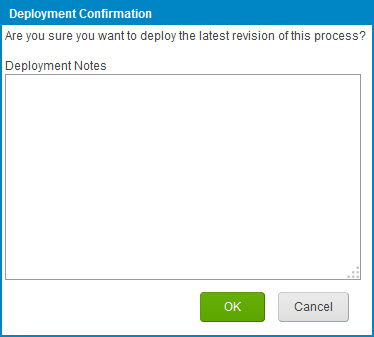 Deployment Confirmation
Are you sure you want to deploy the latest revision of this process?
Deployment Notes
OK
Cancel